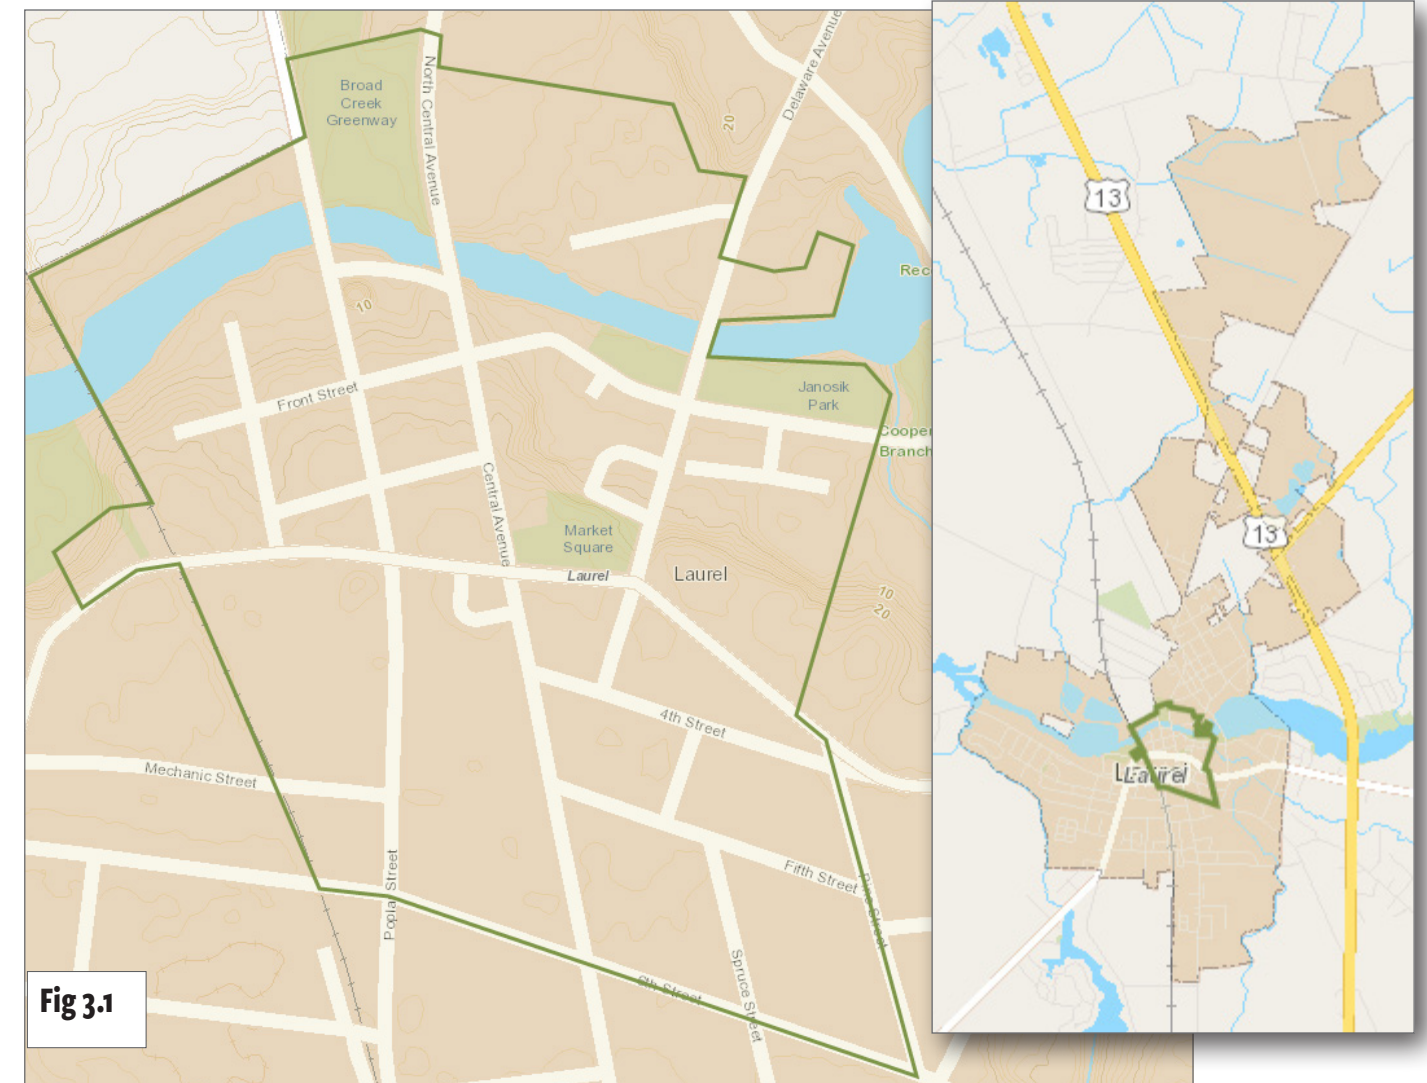 Broad
Creek
Greenway
North Central Avenue
Delaware Avenue
20
Rec
10
Front Street
Janosik
Park
Cooper
Branch
Central Avenue
Market
Square
Laurel
Laurel
10
20
4th Street
Mechanic Street
Fifth Street
Pine Street
Popla Street
6th Street
Spruce Street
Fig 3.1
13
13
Laurel